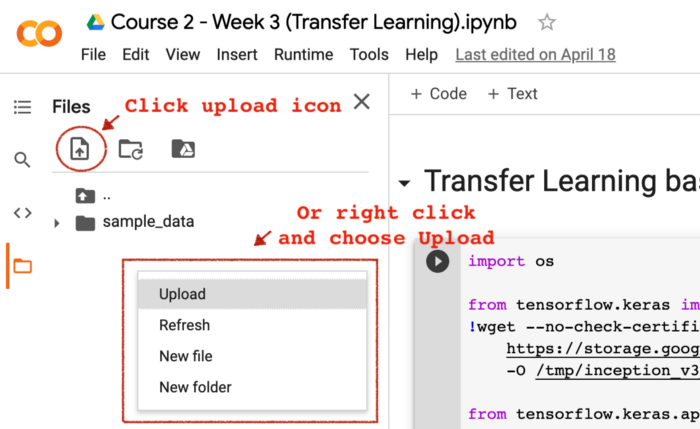 Course 2 - Week 3 (Transfer Learning).ipynb
File Edit View Insert Runtime Tools Help Last edited on April 18
Files
Click upload icon
+ Code + Text
..
sample_data
Transfer Learning bas
Or right click
and choose Upload
Upload
Refresh
New file
New folder
import os
from tensorflow.keras im
!wget --no-check-certifi
https://storage.goog
-O /tmp/inception_v3
from tensorflow.keras.ap